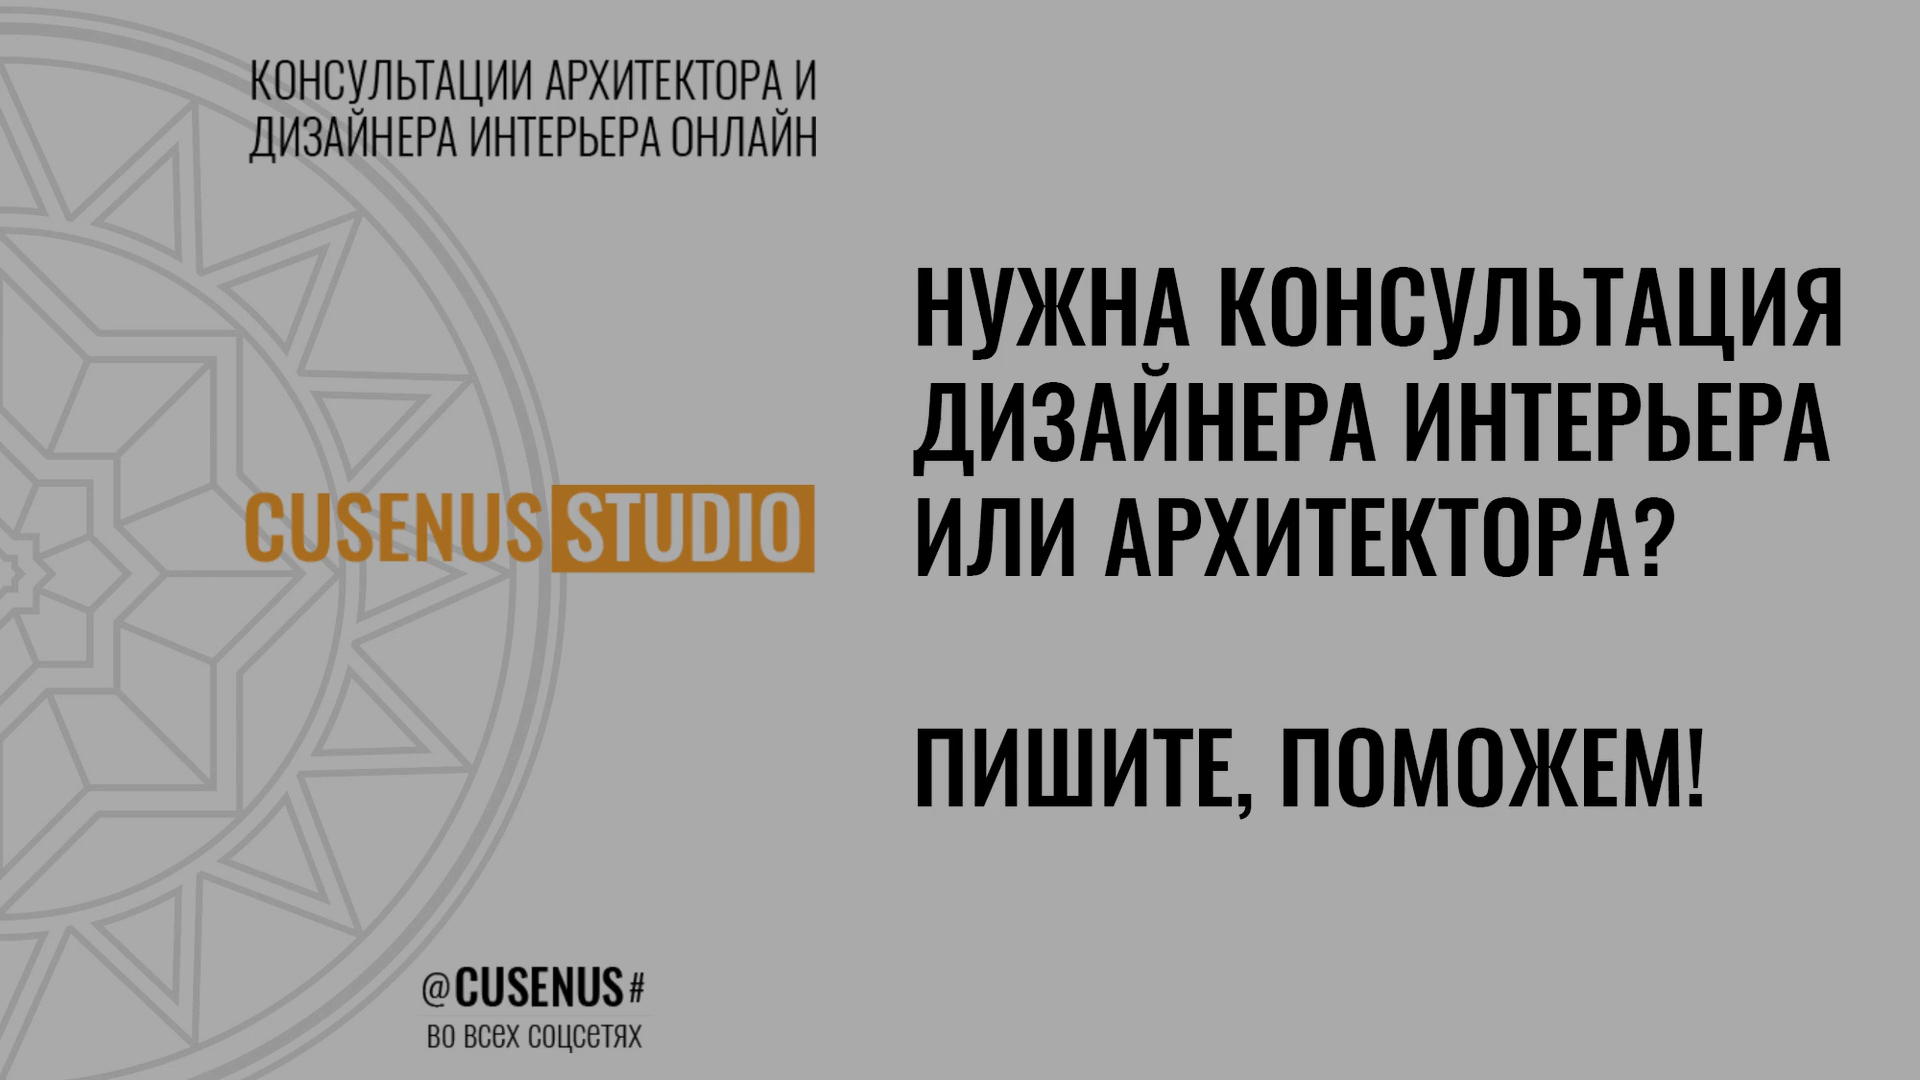 КОНСУЛЬТАЦИИ АРХИТЕКТОРА И
ДИЗАЙНЕРА ИНТЕРЬЕРА ОНЛАЙН
CUSENUS STUDIO
@CUSENUS#
во всех соцсетях
НУЖНА КОНСУЛЬТАЦИЯ
ДИЗАЙНЕРА ИНТЕРЬЕРА
ИЛИ АРХИТЕКТОРА?
ПИШИТЕ, ПОМОЖЕМ!